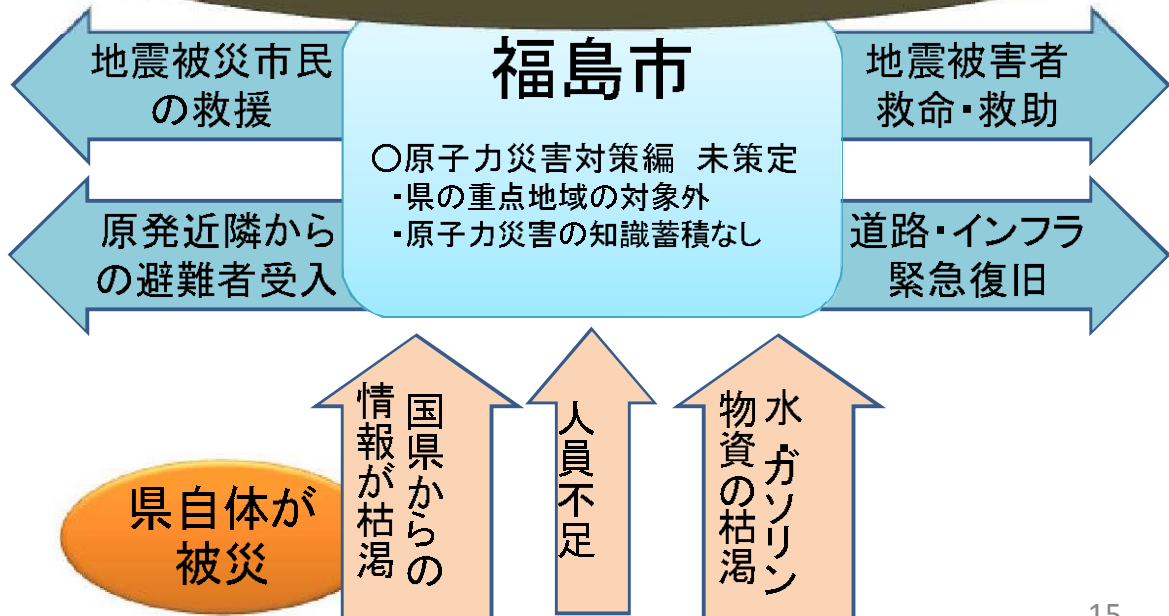 福島市
〇原子力災害対策編 未策定
・県の重点地域の対象外
・原子力災害の知識蓄積なし
地震被災市民
の救援
原発近隣から
の避難者受入
地震被害者
救命・救助
道路・インフラ
緊急復旧
国県からの
情報が枯渇
人員不足
水・ガソリン
物資の枯渇
県自体が
被災
15